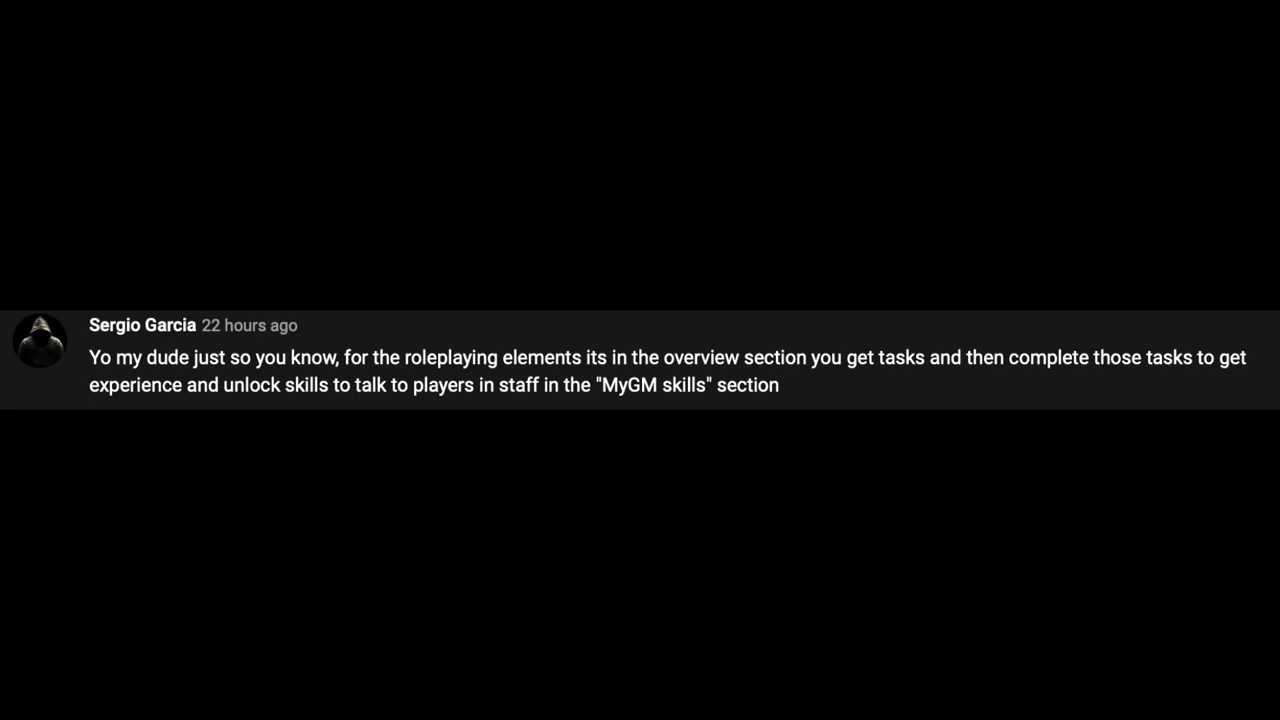 Sergio Garcia 22 hours ago
Yo my dude just so you know, for the roleplaying elements its in the overview section you get tasks and then complete those tasks to get
experience and unlock skills to talk to players in staff in the "MyGM skills" section